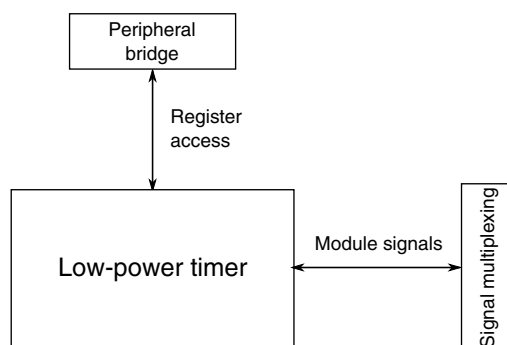 Peripheral
bridge
Register
access
Low-power timer
Module signals
Signal multiplexing